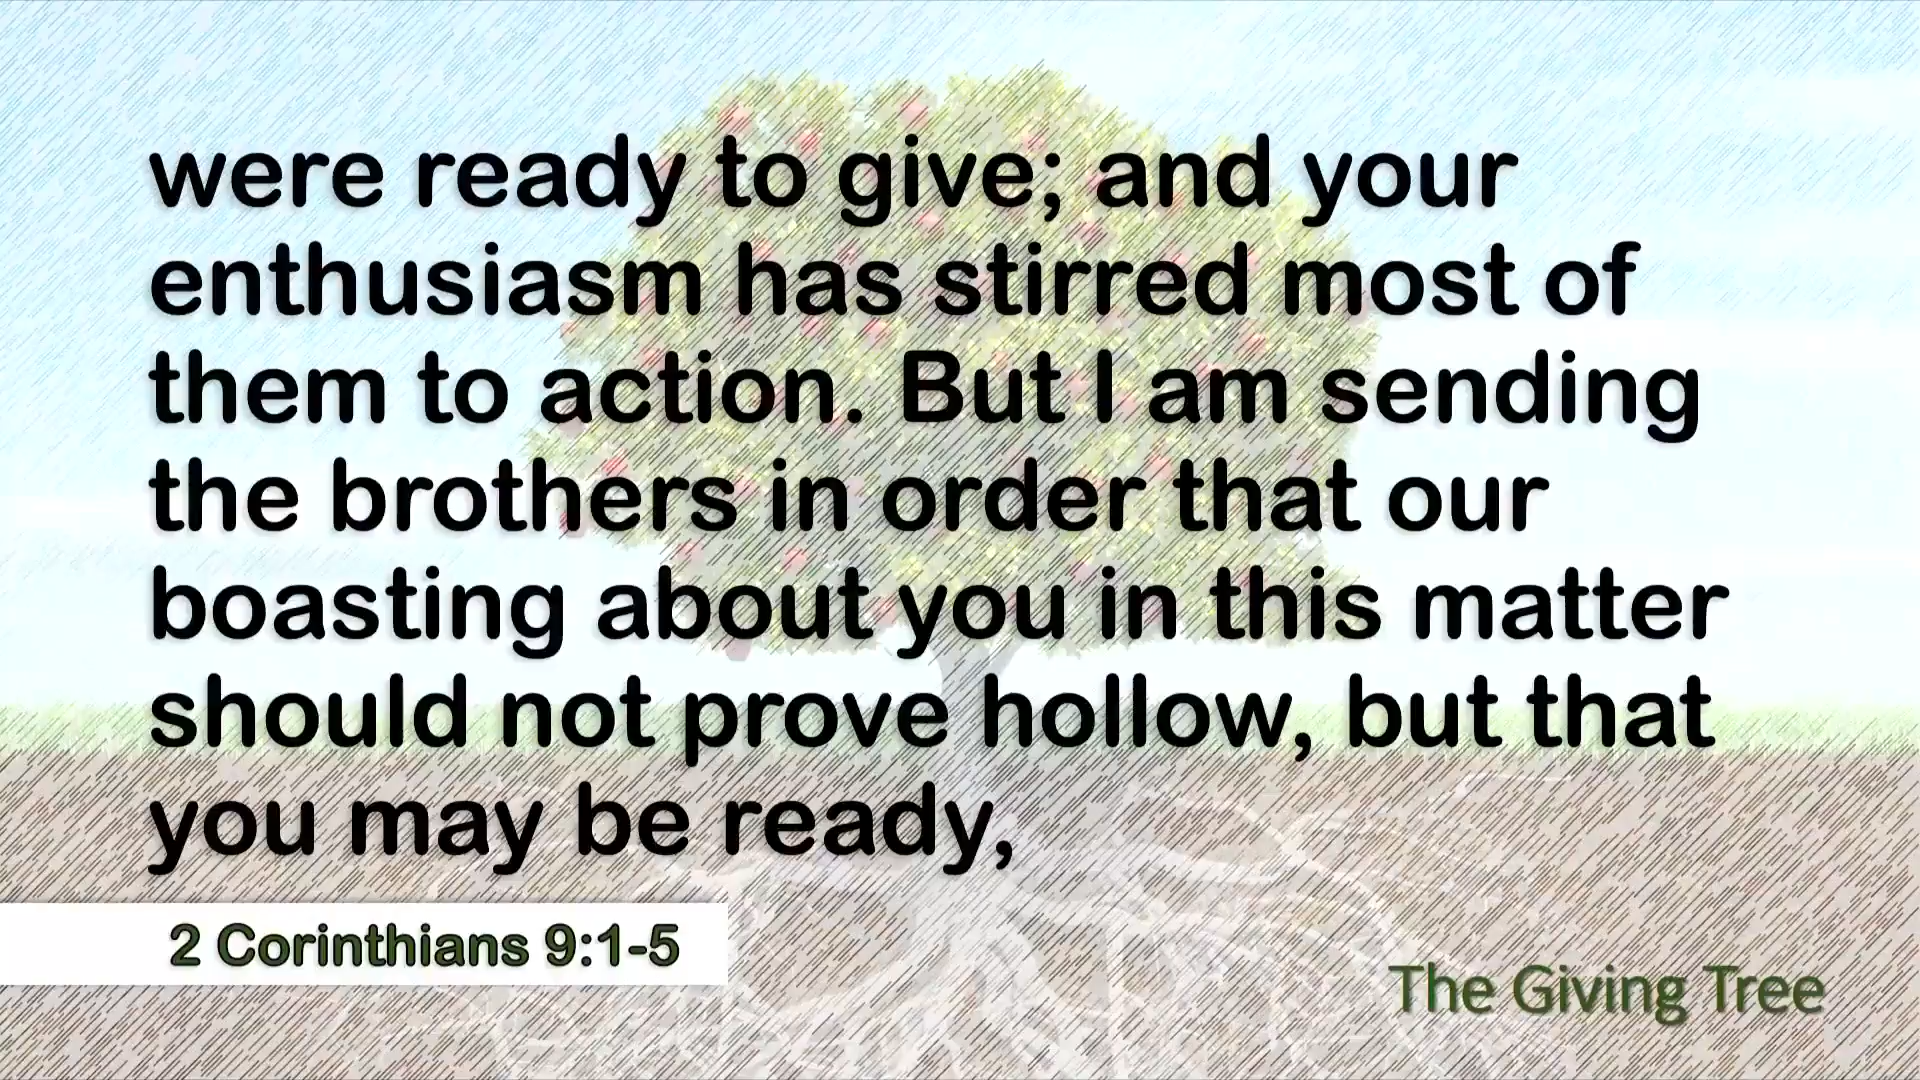 were ready to give; and your
enthusiasm has stirred most of
them to action. But I am sending
the brothers in order that our
boasting about you in this matter
should not prove hollow, but that
you may be ready,
2 Corinthians 9:1-5
The Giving Tree